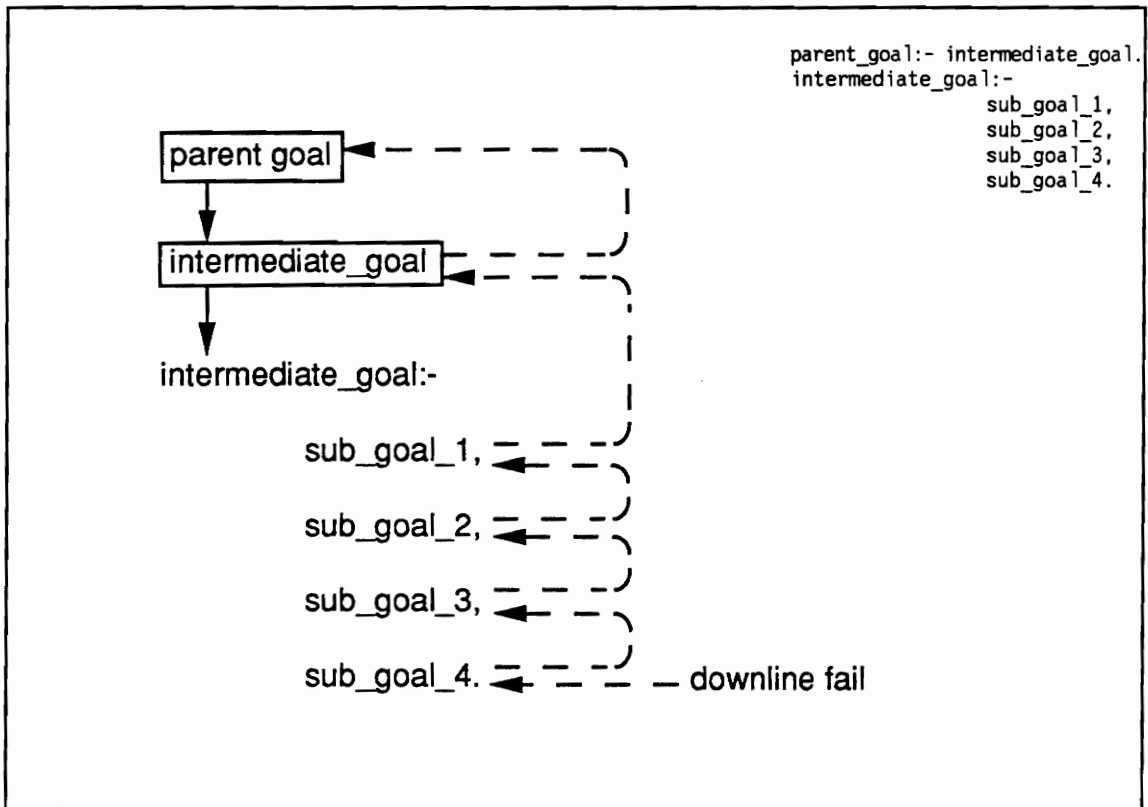 parent_goal:- intermediate_goal.
intermediate_goal:-
sub_goal_1,
sub_goal_2,
sub_goal_3,
sub_goal_4.
parent goal
intermediate_goal
intermediate_goal:-
sub_goal_1,
sub_goal_2,
sub_goal_3,
sub_goal_4.
downline fail